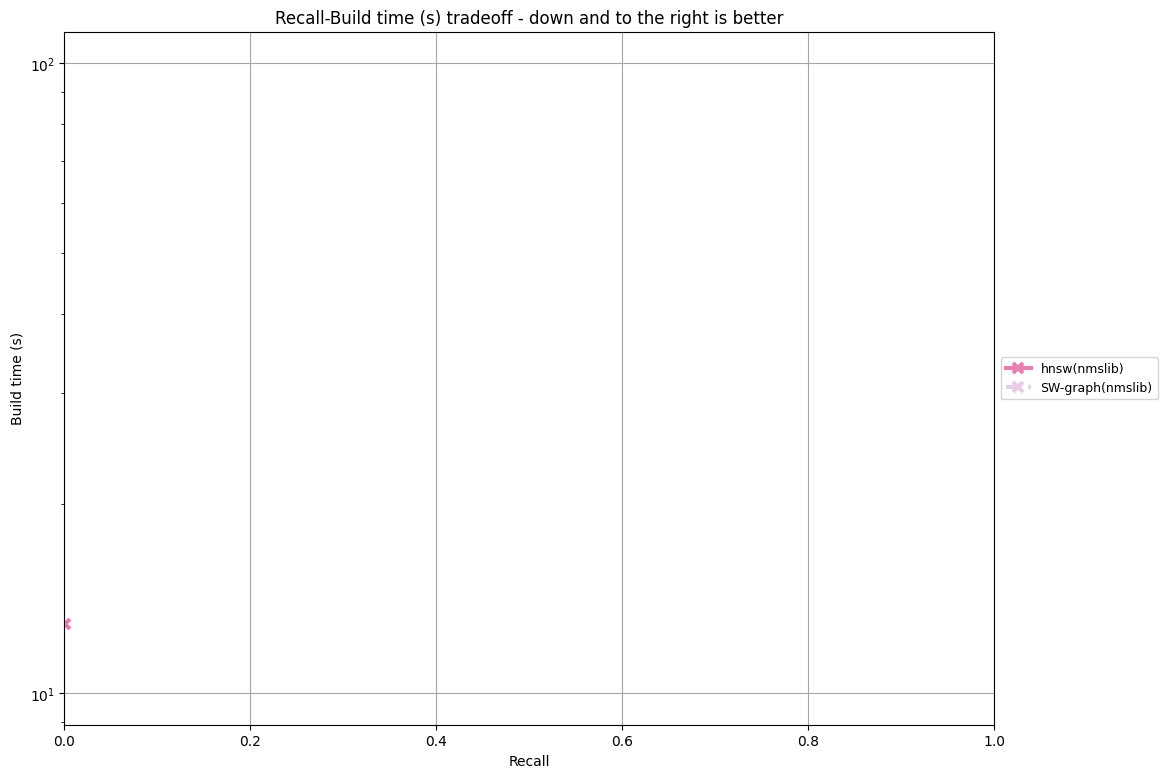 Recall-Build time (s) tradeoff - down and to the right is better
10²
Build time (s)
hnsw(nmslib)
SW-graph(nmslib)
10¹
0.0 0.2 0.4 0.6 0.8 1.0
Recall